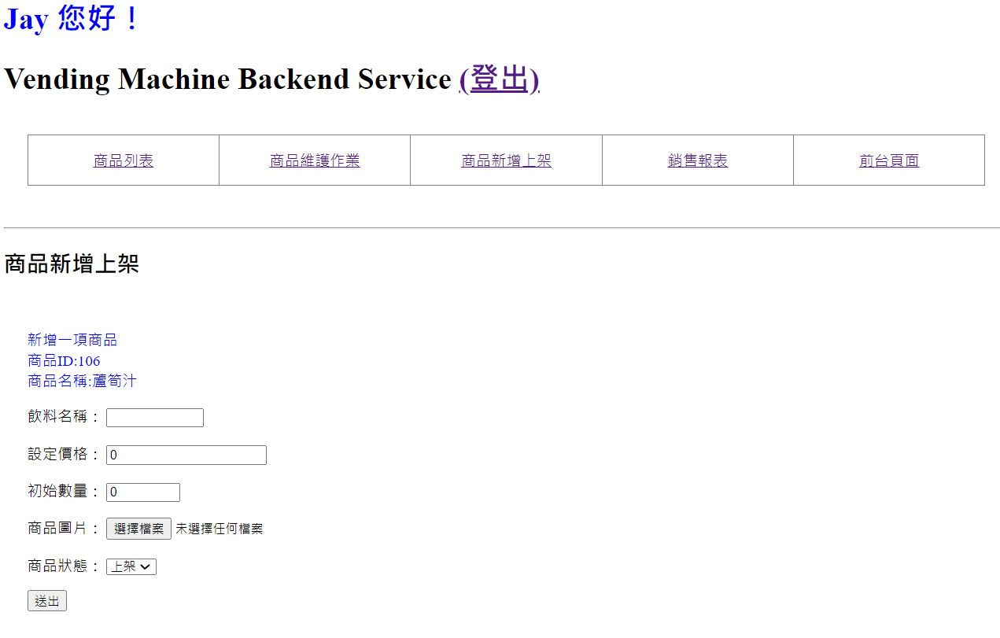 Jay 您好！
Vending Machine Backend Service (登出)
商品列表 商品維護作業 商品新增上架 銷售報表 前台頁面
商品新增上架
新增一項商品
商品ID:106
商品名稱:蘆筍汁
飲料名稱：
設定價格： 0
初始數量： 0
商品圖片： 選擇檔案 未選擇任何檔案
商品狀態： 上架
送出